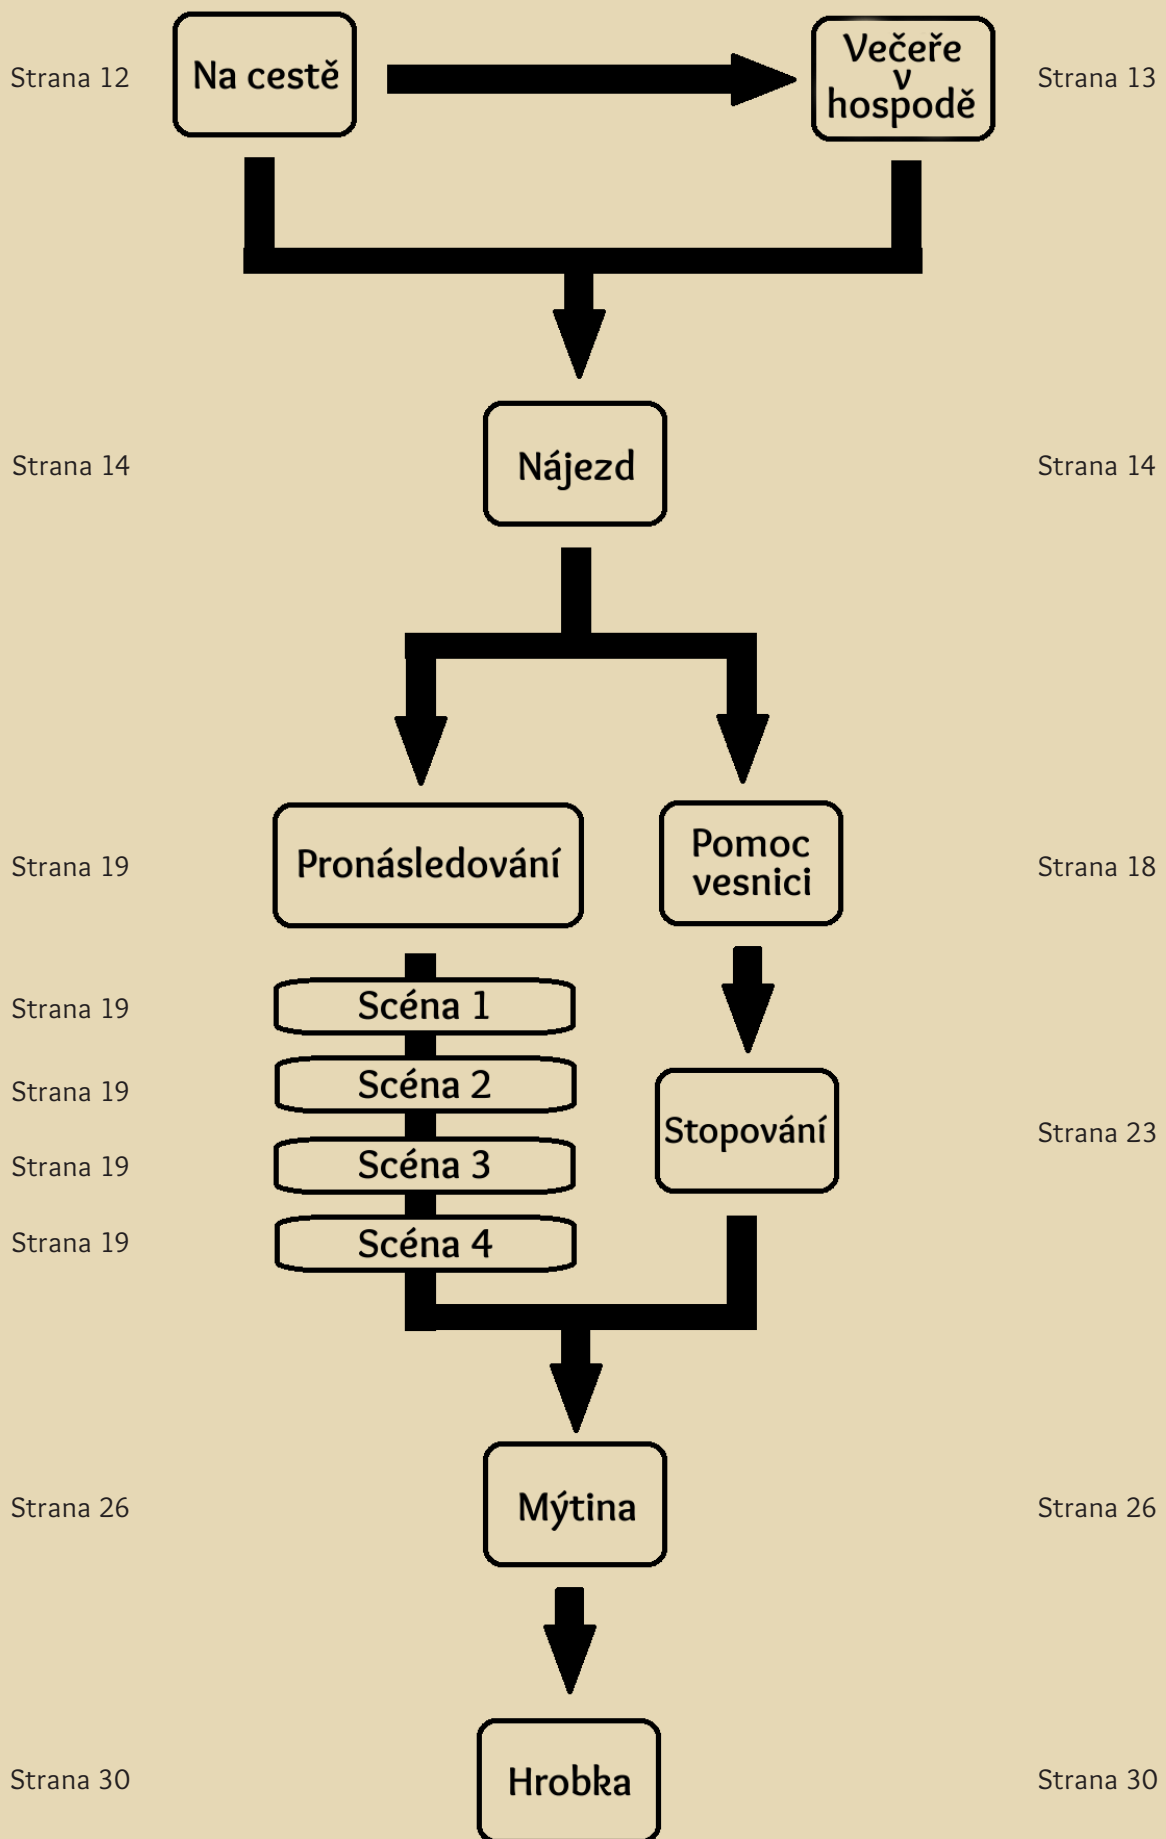 Strana 12
Na cestě
Večeře
v
hospodě
Strana 13
Strana 14
Nájezd
Strana 14
Strana 19
Pronásledování
Pomoc
vesnici
Strana 18
Strana 19
Scéna 1
Strana 19
Scéna 2
Stopování
Strana 23
Strana 19
Scéna 3
Strana 19
Scéna 4
Strana 26
Mýtina
Strana 26
Strana 30
Hrobka
Strana 30